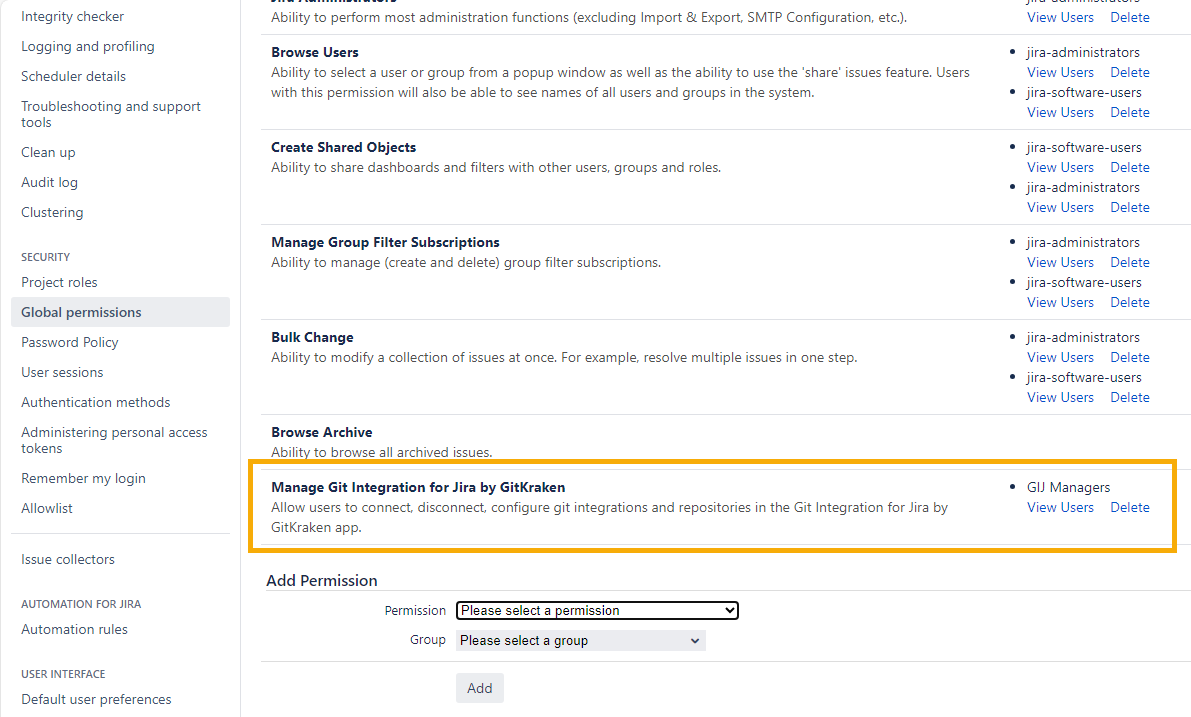 Integrity checker
Logging and profiling
Scheduler details
Troubleshooting and support
tools
Clean up
Audit log
Clustering
SECURITY
Project roles
Global permissions
Password Policy
User sessions
Authentication methods
Administering personal access
tokens
Remember my login
Allowlist
Issue collectors
AUTOMATION FOR JIRA
Automation rules
USER INTERFACE
Default user preferences
Jira Administrators
Ability to perform most administration functions (excluding Import & Export, SMTP Configuration, etc.).
jira-administrators
View Users Delete
Browse Users
Ability to select a user or group from a popup window as well as the ability to use the 'share' issues feature. Users
with this permission will also be able to see names of all users and groups in the system.
• jira-administrators
View Users Delete
• jira-software-users
View Users Delete
Create Shared Objects
Ability to share dashboards and filters with other users, groups and roles.
• jira-software-users
View Users Delete
• jira-administrators
View Users Delete
Manage Group Filter Subscriptions
Ability to manage (create and delete) group filter subscriptions.
• jira-administrators
View Users Delete
• jira-software-users
View Users Delete
Bulk Change
Ability to modify a collection of issues at once. For example, resolve multiple issues in one step.
• jira-administrators
View Users Delete
• jira-software-users
View Users Delete
Browse Archive
Ability to browse all archived issues.
Manage Git Integration for Jira by GitKraken
Allow users to connect, disconnect, configure git integrations and repositories in the Git Integration for Jira by
GitKraken app.
• GIJ Managers
View Users Delete
Add Permission
Permission Please select a permission
Group Please select a group
Add